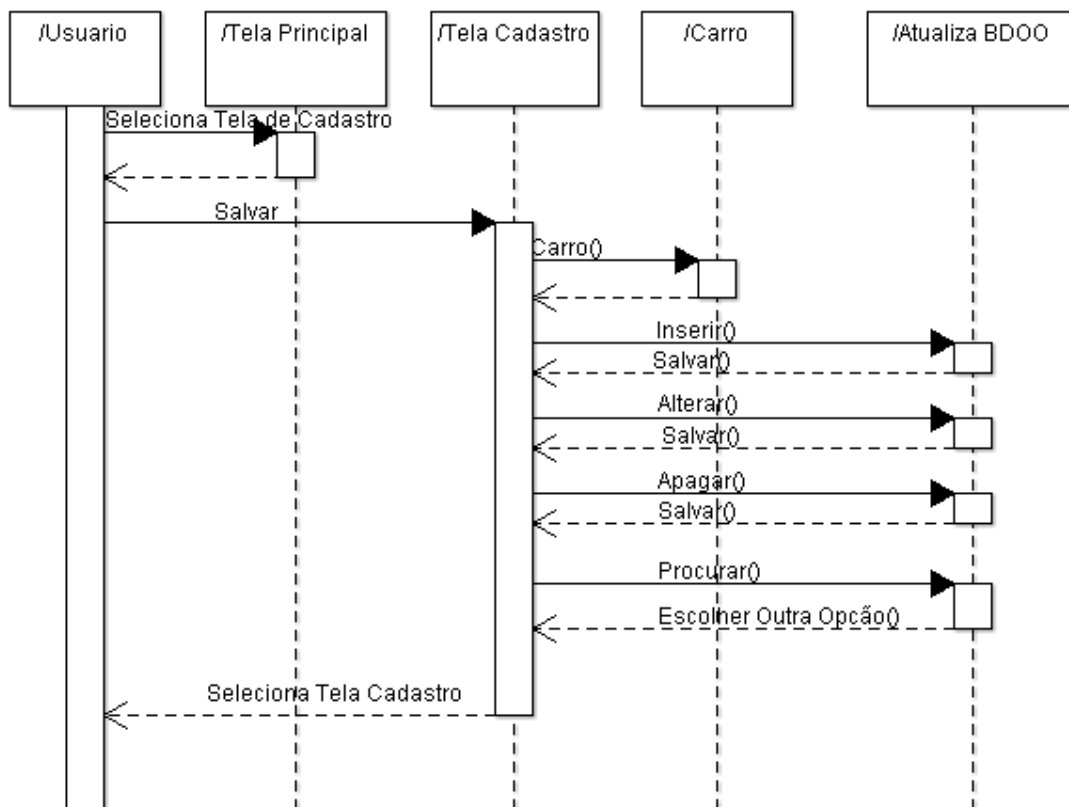 /Usuario
/Tela Principal
/Tela Cadastro
/Carro
/Atualiza BDOO
Seleciona Tela de Cadastro
Salvar
Carro()
Inserir()
Salvar()
Alterar()
Salvar()
Apagar()
Salvar()
Procurar()
Escolher Outra Opcão()
Seleciona Tela Cadastro